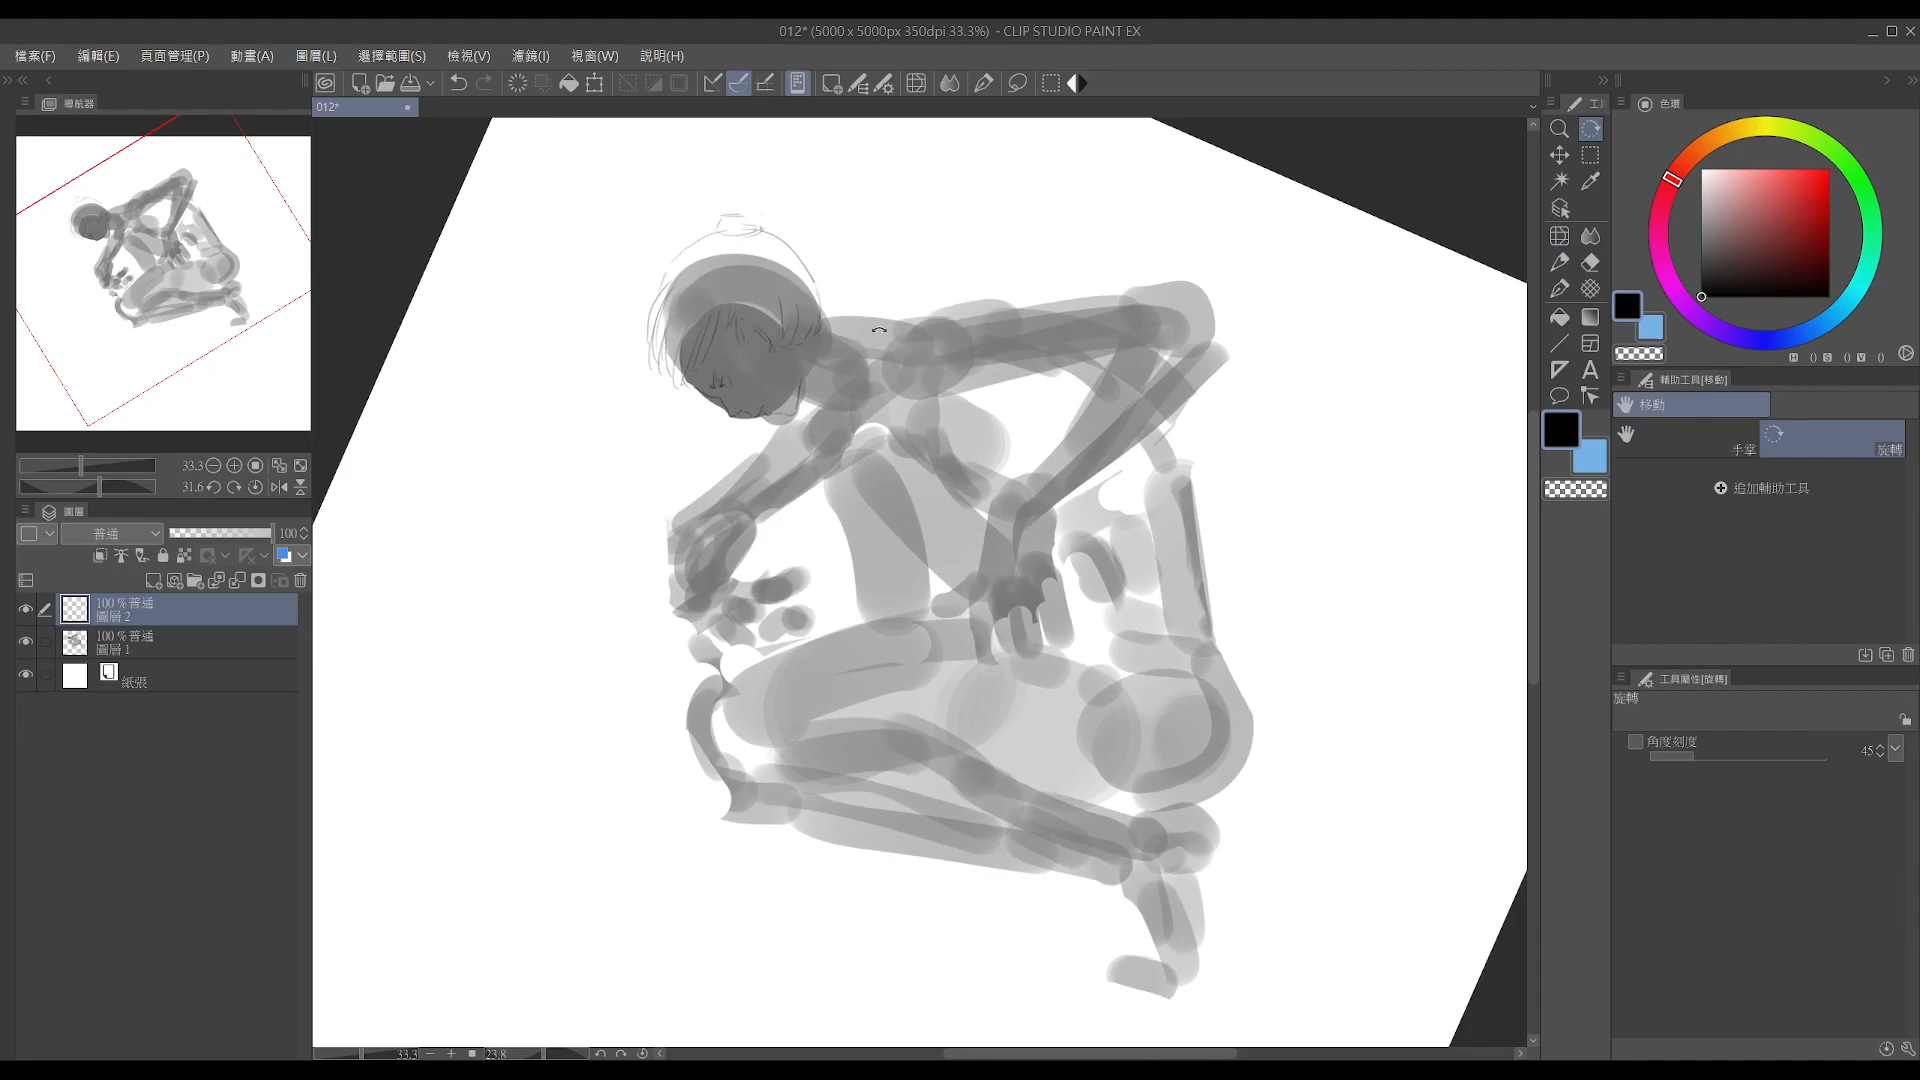 012* (5000 x 5000px 350dpi 33.3%) - CLIP STUDIO PAINT EX
檔案(F) 編輯(E) 頁面管理(P) 動畫(A) 圖層(L) 選擇範圍(S) 檢視(V) 濾鏡(I) 視窗(W) 說明(H)
導航器
012*
色環
33.3
31.6
圖層
普通
100
100 %普通
圖層 2
100 %普通
圖層 1
紙張
H 0 S 0 V 0
輔助工具[移動]
移動
手掌
旋轉
追加輔助工具
工具屬性[旋轉]
旋轉
角度刻度
45
33.3
23.8